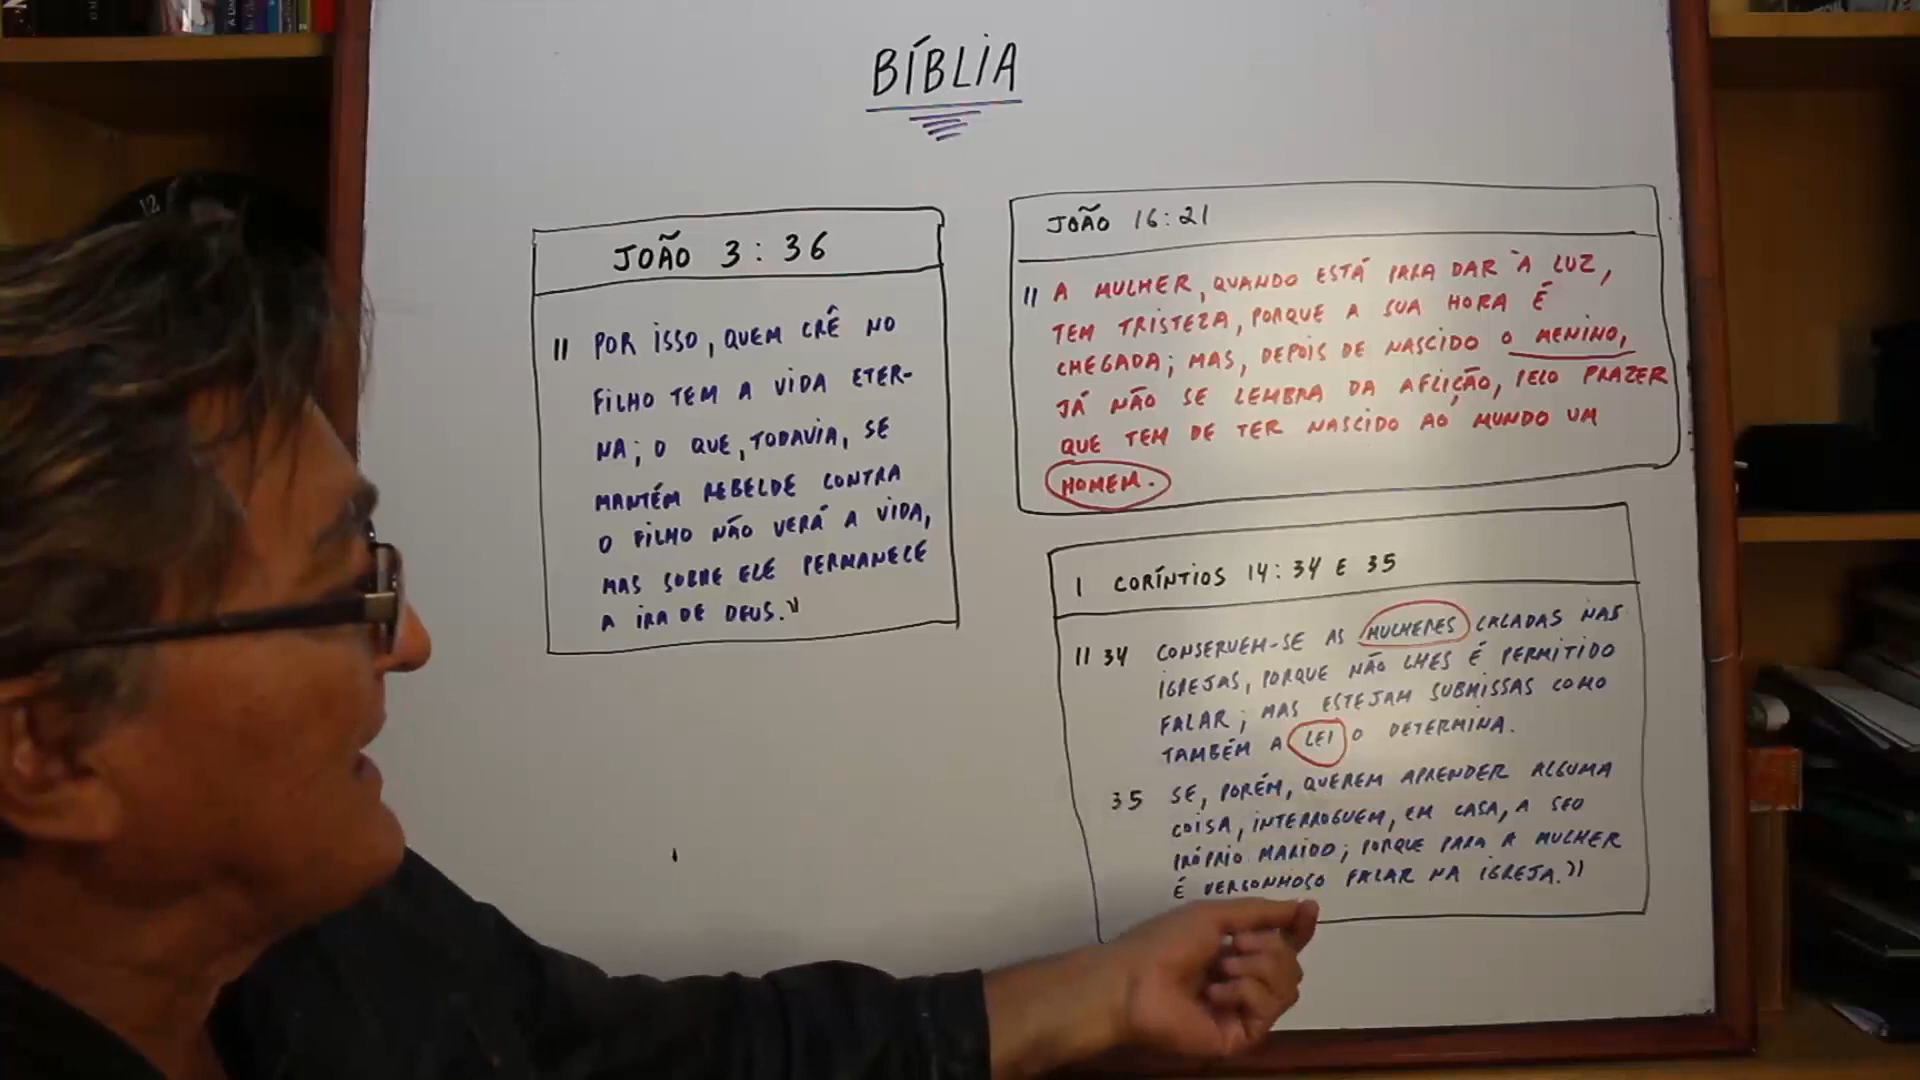 BÍBLIA
JOÃO 3:36
" POR ISSO, QUEM CRÊ NO
FILHO TEM A VIDA ETER-
NA; O QUE, TODAVIA, SE
MANTÉM REBELDE CONTRA
O FILHO NÃO VERÁ A VIDA,
MAS SOBRE ELE PERMANECE
A IRA DE DEUS."
JOÃO 16:21
" A MULHER, QUANDO ESTÁ PARA DAR À LUZ,
TEM TRISTEZA, PORQUE A SUA HORA É
CHEGADA; MAS, DEPOIS DE NASCIDO O MENINO,
JÁ NÃO SE LEMBRA DA AFLIÇÃO, PELO PRAZER
QUE TEM DE TER NASCIDO AO MUNDO UM
HOMEM.
1 CORÍNTIOS 14:34 E 35
" 34 CONSERVEM-SE AS MULHERES CALADAS NAS
IGREJAS, PORQUE NÃO LHES É PERMITIDO
FALAR; MAS ESTEJAM SUBMISSAS COMO
TAMBÉM A LEI O DETERMINA.
35 SE, PORÉM, QUEREM APRENDER ALGUMA
COISA, INTERROGUEM, EM CASA, A SEU
PRÓPRIO MARIDO; PORQUE PARA A MULHER
É VERGONHOSO FALAR NA IGREJA."
12